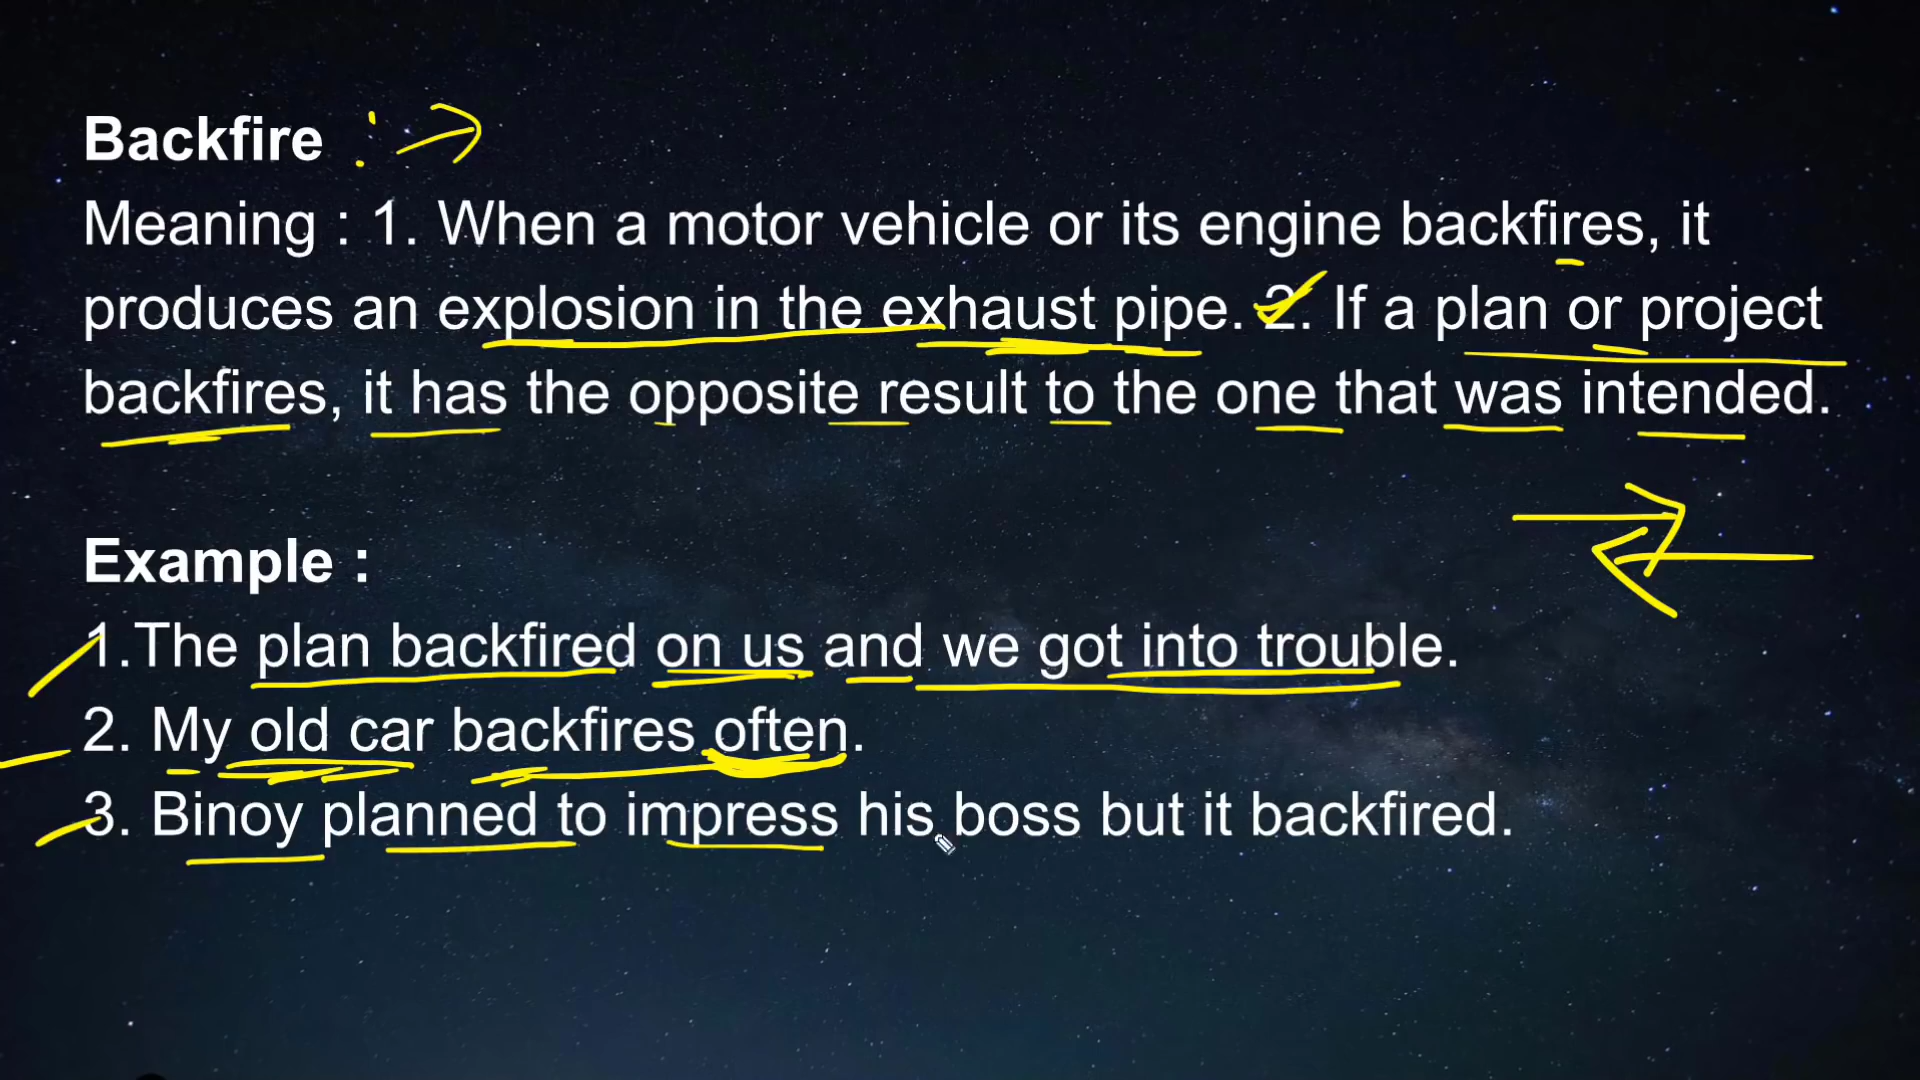 Backfire :
Meaning : 1. When a motor vehicle or its engine backfires, it
produces an explosion in the exhaust pipe. 2. If a plan or project
backfires, it has the opposite result to the one that was intended.
Example :
1.The plan backfired on us and we got into trouble.
2. My old car backfires often.
3. Binoy planned to impress his boss but it backfired.